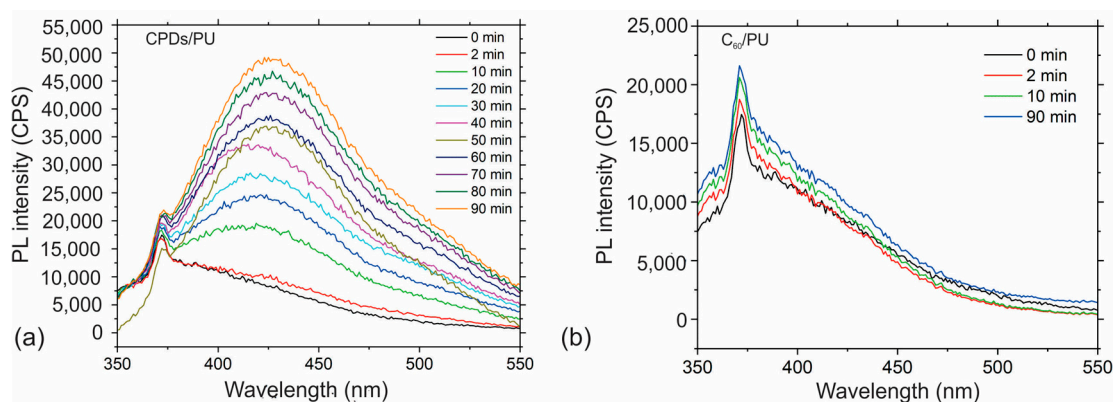 CPDs/PU
55,000
50,000
45,000
40,000
35,000
30,000
25,000
20,000
15,000
10,000
5,000
0
PL intensity (CPS)
0 min
2 min
10 min
20 min
30 min
40 min
50 min
60 min
70 min
80 min
90 min
(a)
350
400
450
500
550
Wavelength (nm)
C60/PU
25,000
20,000
15,000
10,000
5,000
0
PL intensity (CPS)
0 min
2 min
10 min
90 min
(b)
350
400
450
500
550
Wavelength (nm)